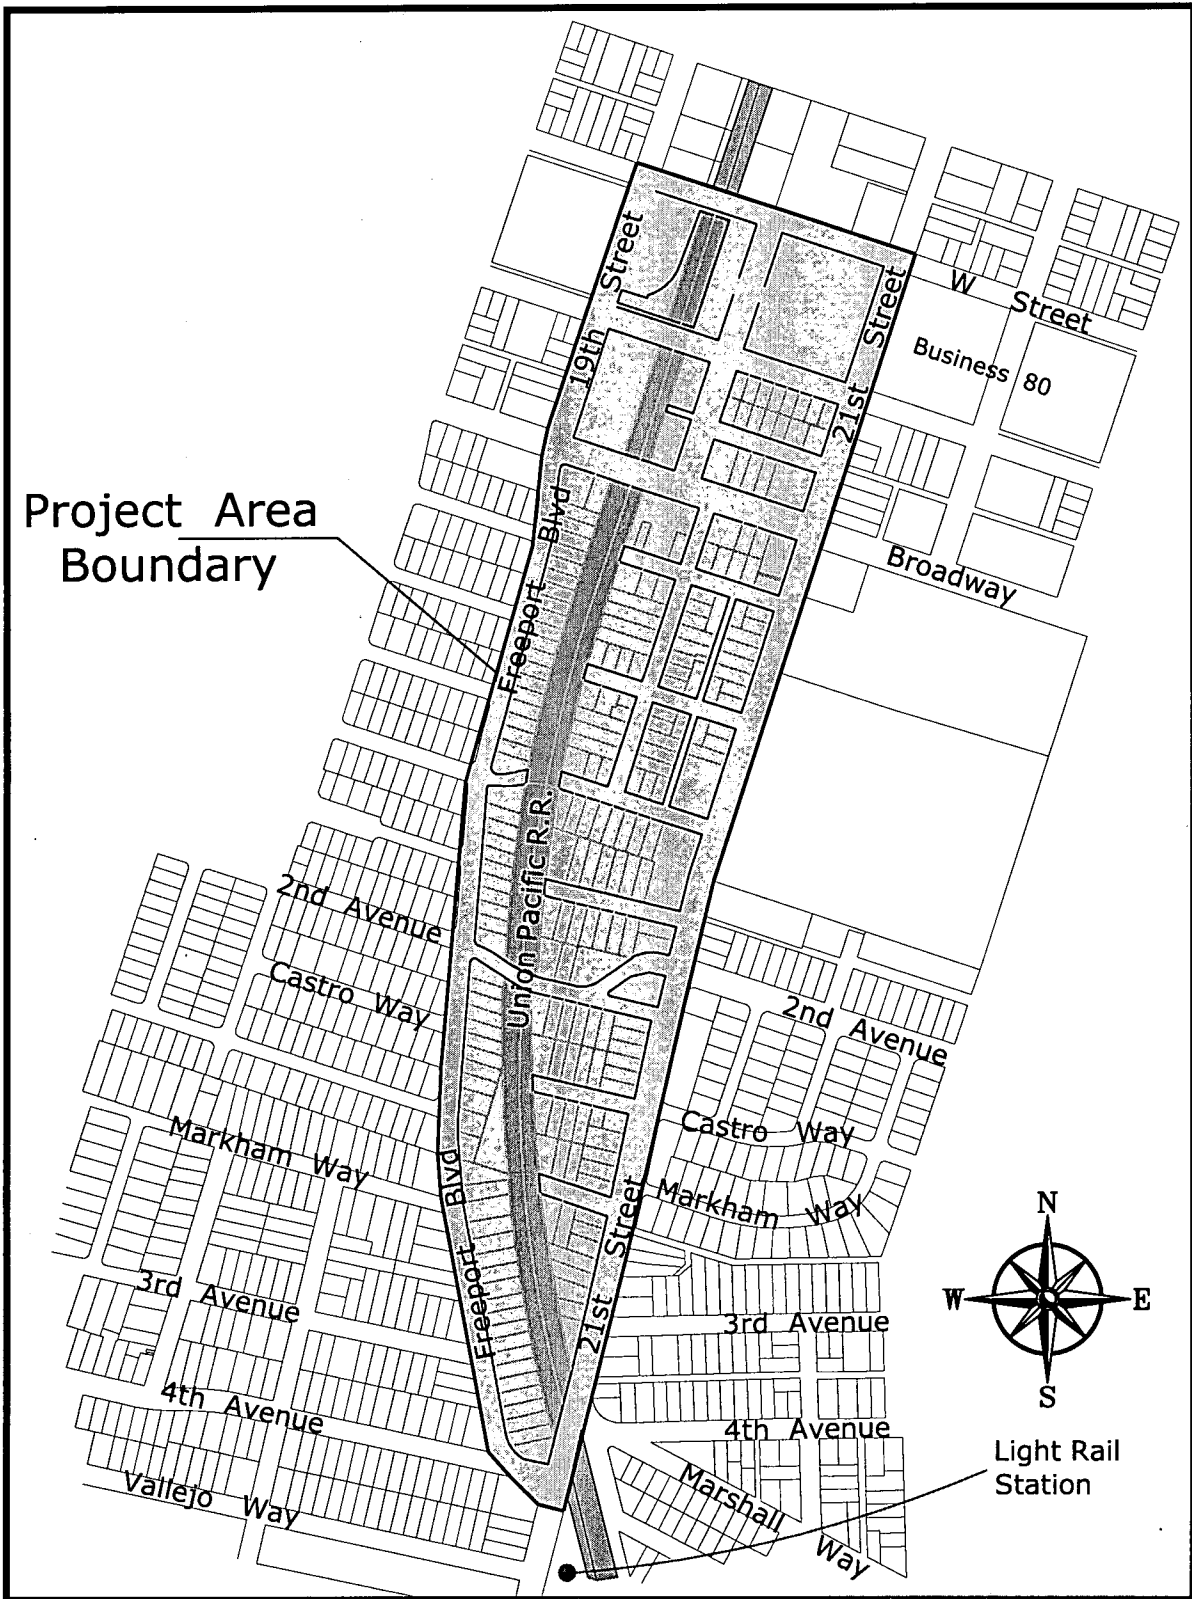 19th Street
21st Street
W Street
Business 80
Broadway
Project Area
Boundary
Freeport Blvd
Union Pacific R.R.
2nd Avenue
Castro Way
2nd Avenue
Castro Way
Markham Way
Markham Way
Freeport Blvd
21st Street
N
W
E
S
3rd Avenue
3rd Avenue
4th Avenue
4th Avenue
Light Rail
Station
Vallejo Way
Marshall Way